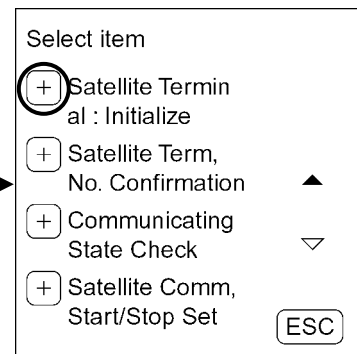 Select item
+ Satellite Termin
al : Initialize
+ Satellite Term,
No. Confirmation
+ Communicating
State Check
+ Satellite Comm,
Start/Stop Set
ESC